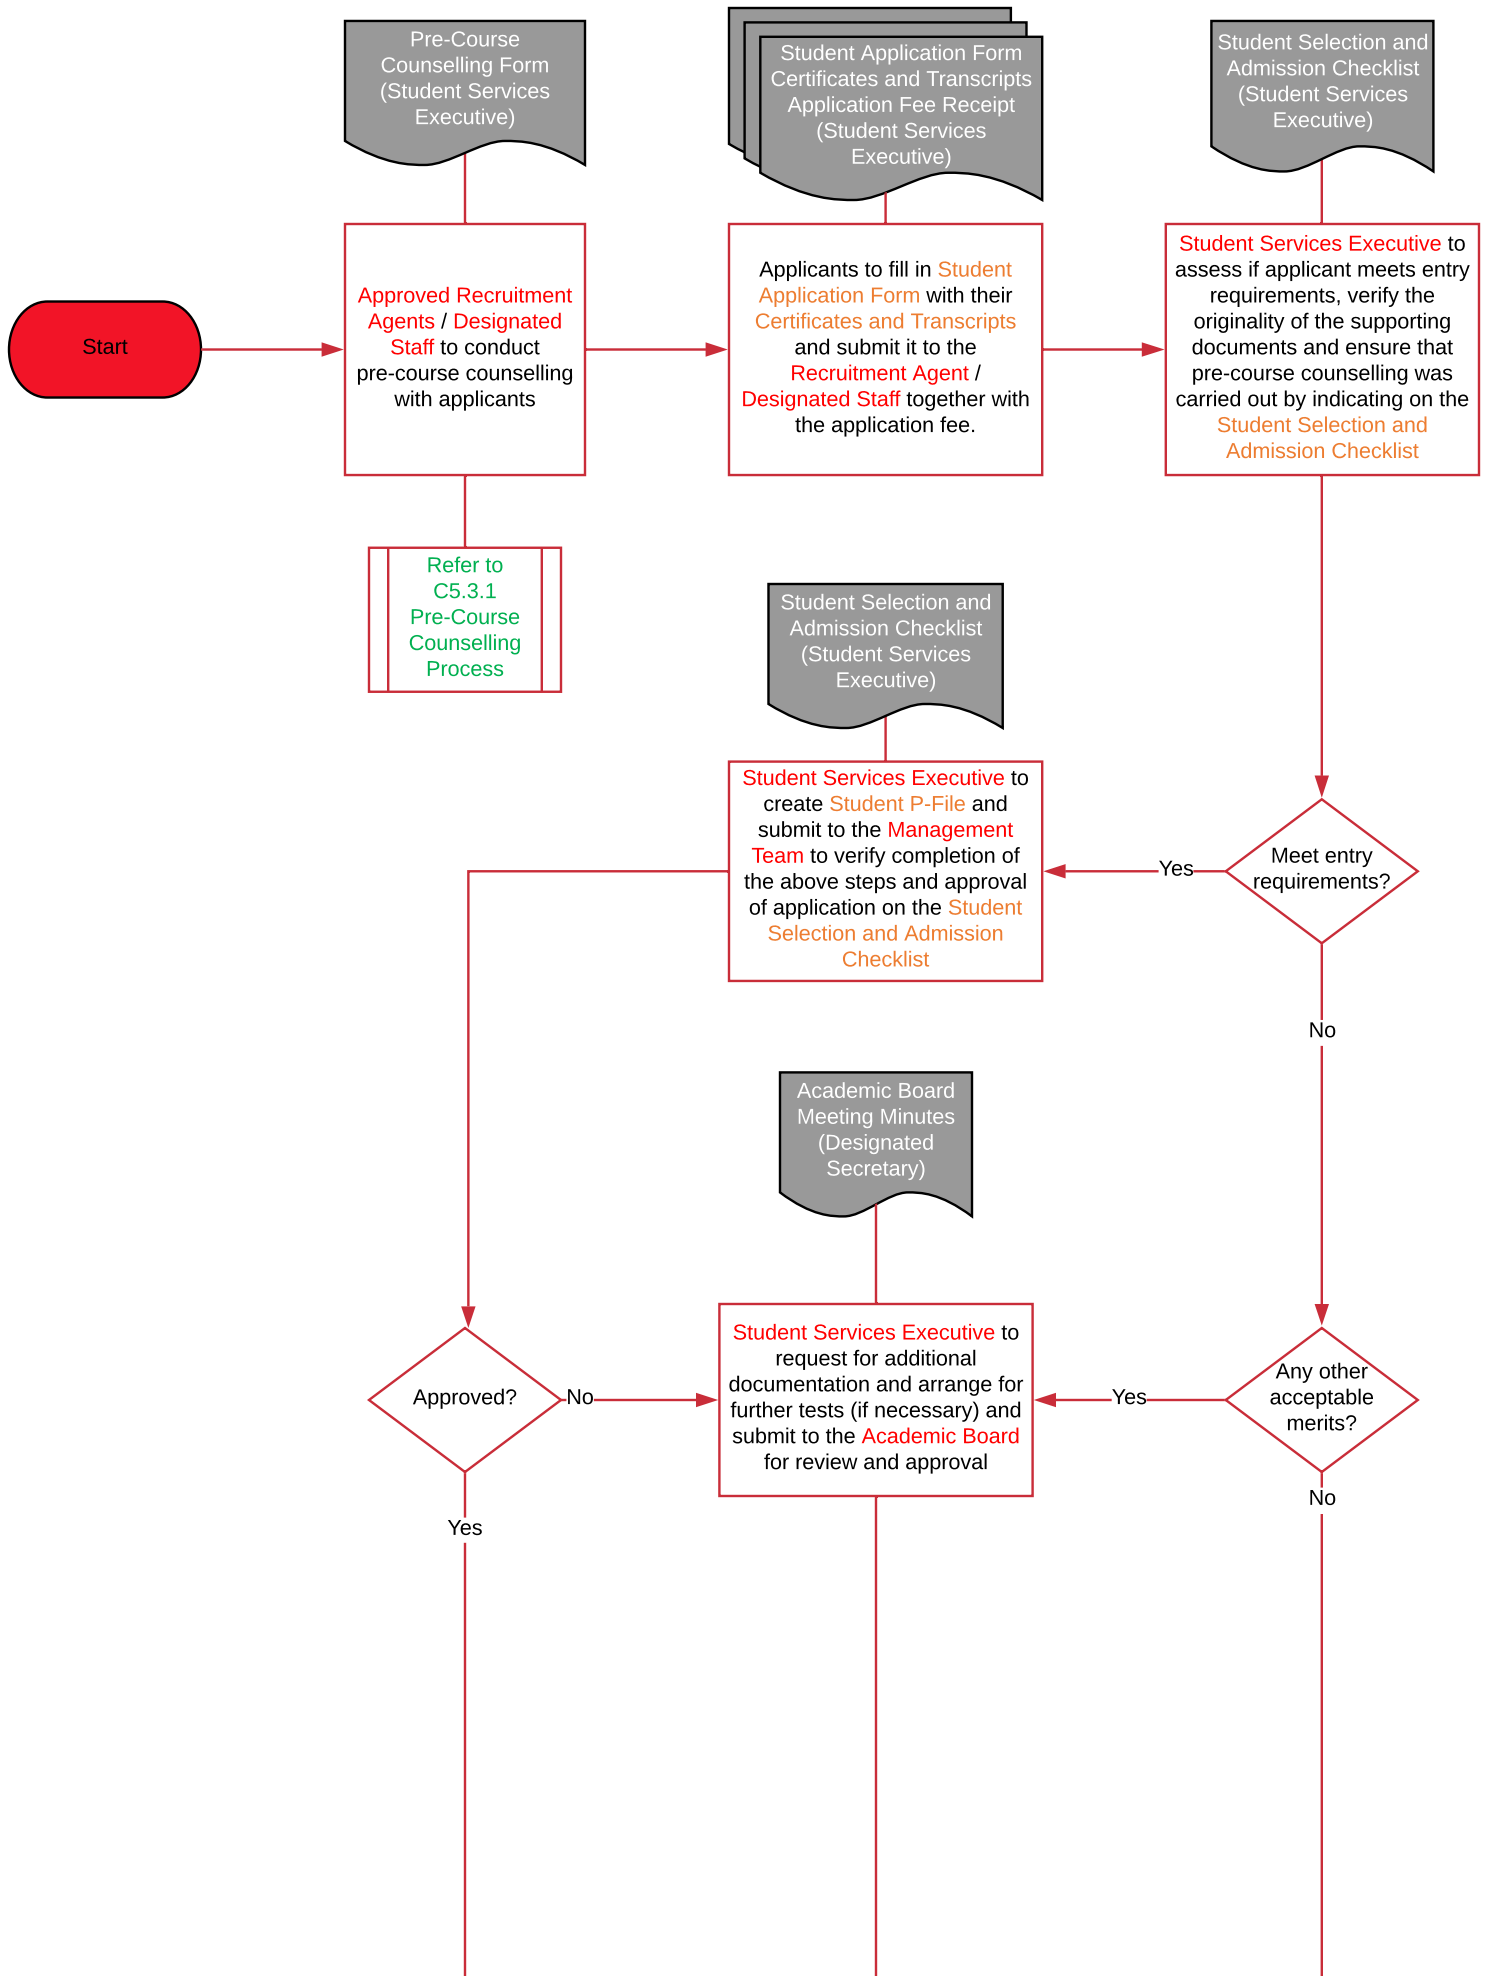 Pre-Course
Counselling Form
(Student Services
Executive)
Student Application Form
Certificates and Transcripts
Application Fee Receipt
(Student Services
Executive)
Student Selection and
Admission Checklist
(Student Services
Executive)
Start
Approved Recruitment
Agents / Designated
Staff to conduct
pre-course counselling
with applicants
Applicants to fill in Student
Application Form with their
Certificates and Transcripts
and submit it to the
Recruitment Agent /
Designated Staff together with
the application fee.
Student Services Executive to
assess if applicant meets entry
requirements, verify the
originality of the supporting
documents and ensure that
pre-course counselling was
carried out by indicating on the
Student Selection and
Admission Checklist
Refer to
C5.3.1
Pre-Course
Counselling
Process
Student Selection and
Admission Checklist
(Student Services
Executive)
Student Services Executive to
create Student P-File and
submit to the Management
Team to verify completion of
the above steps and approval
of application on the Student
Selection and Admission
Checklist
Yes
Meet entry
requirements?
No
Academic Board
Meeting Minutes
(Designated
Secretary)
Approved?
No
Student Services Executive to
request for additional
documentation and arrange for
further tests (if necessary) and
submit to the Academic Board
for review and approval
Yes
Any other
acceptable
merits?
Yes
No